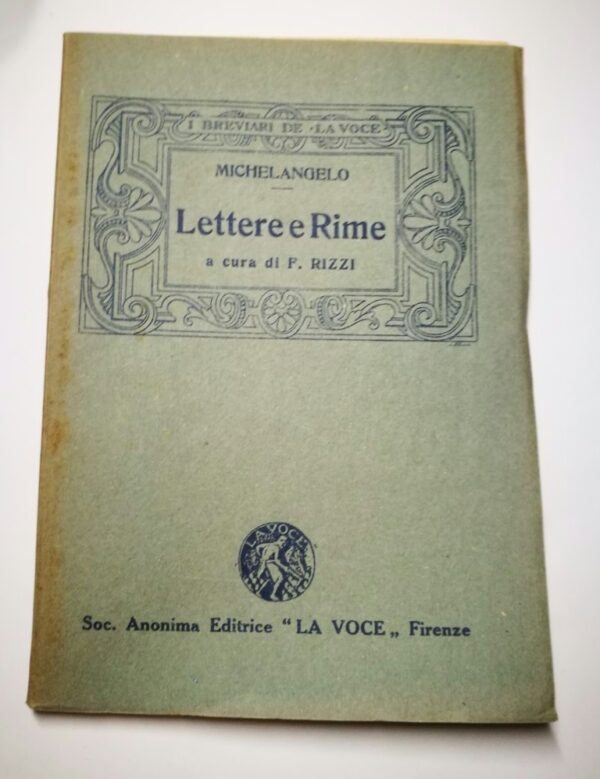 I BREVIARI DE •LA VOCE•
MICHELANGELO
Lettere e Rime
a cura di F. RIZZI
LA VOCE
Soc. Anonima Editrice “LA VOCE„ Firenze